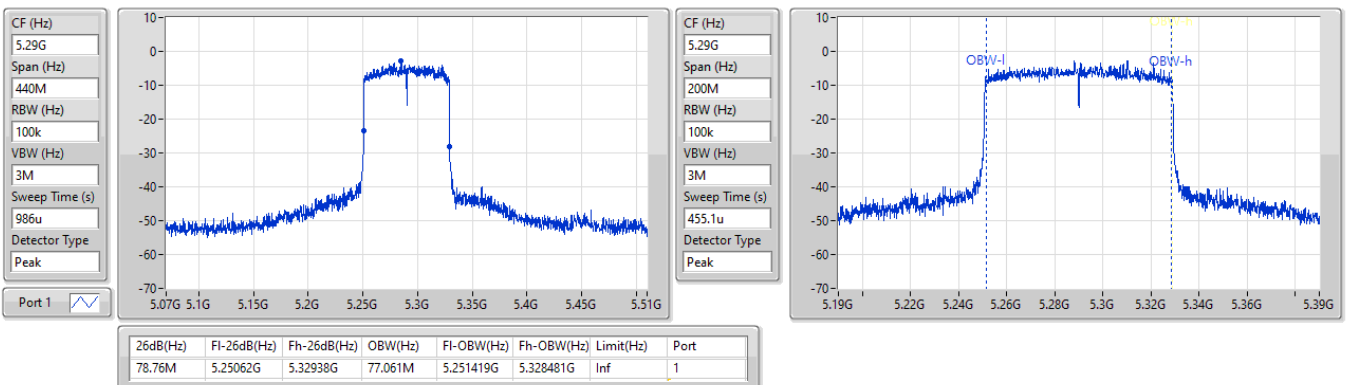 CF (Hz)
5.29G
Span (Hz)
440M
RBW (Hz)
100k
VBW (Hz)
3M
Sweep Time (s)
986u
Detector Type
Peak
Port 1
10
0
-10
-20
-30
-40
-50
-60
-70
5.07G 5.1G 5.15G 5.2G 5.25G 5.3G 5.35G 5.4G 5.45G 5.51G
CF (Hz)
5.29G
Span (Hz)
200M
RBW (Hz)
100k
VBW (Hz)
3M
Sweep Time (s)
455.1u
Detector Type
Peak
10
0
-10
-20
-30
-40
-50
-60
-70
OBW-l
OBW-h
5.19G 5.22G 5.24G 5.26G 5.28G 5.3G 5.32G 5.34G 5.36G 5.39G
26dB(Hz) Fl-26dB(Hz) Fh-26dB(Hz) OBW(Hz) Fl-OBW(Hz) Fh-OBW(Hz) Limit(Hz) Port
78.76M 5.25062G 5.32938G 77.061M 5.251419G 5.328481G Inf 1